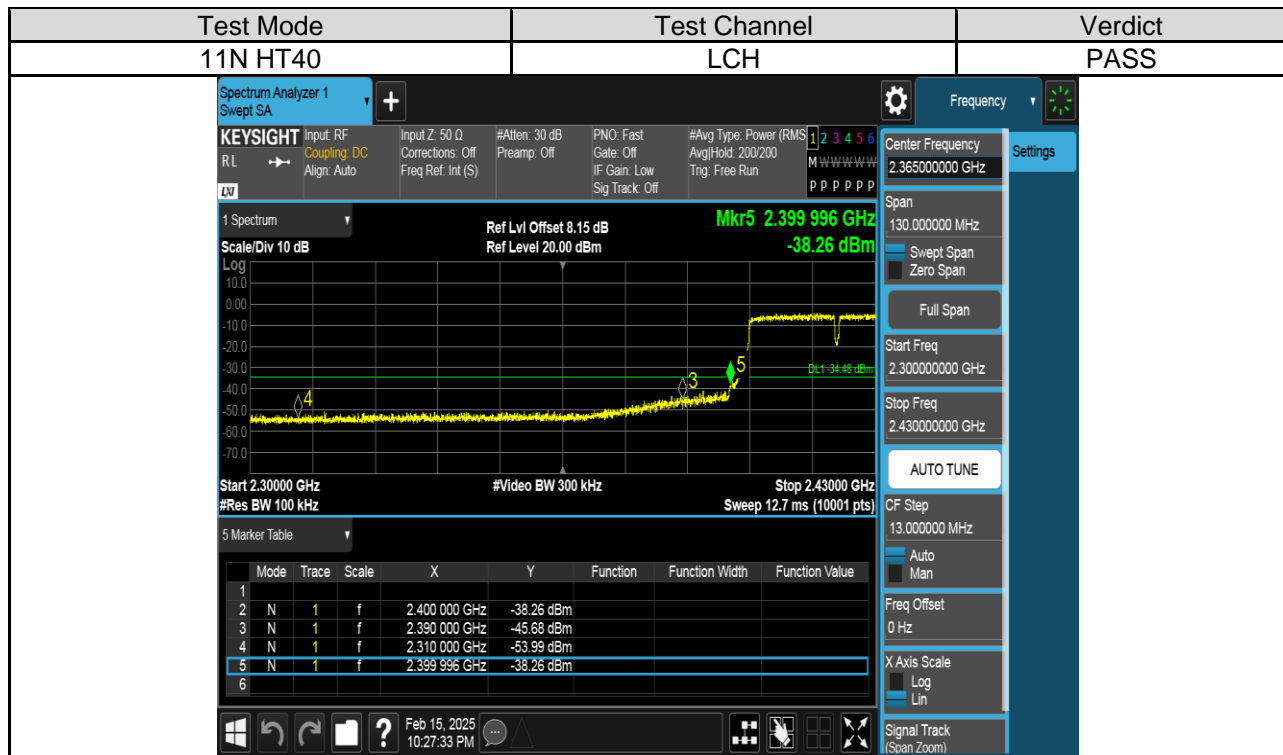 Test Mode Test Channel Verdict
11N HT40 LCH PASS
Spectrum Analyzer 1
Swept SA
+
Frequency
KEYSIGHT Input: RF Input Z: 50 Ω #Atten: 30 dB PNO: Fast #Avg Type: Power (RMS 1 2 3 4 5 6
RL Coupling: DC Corrections: Off Preamp: Off Gate: Off Avg|Hold: 200/200 M W W W W W
Align: Auto Freq Ref: Int (S) IF Gain: Low Trig: Free Run
LXI Sig Track: Off P P P P P P
1 Spectrum
Ref Lvl Offset 8.15 dB Mkr5 2.399 996 GHz
Scale/Div 10 dB Ref Level 20.00 dBm -38.26 dBm
Log
10.0
0.00
-10.0
-20.0
-30.0
-40.0
-50.0
-60.0
-70.0
DL1 -34.48 dBm
5
3
4
Start 2.30000 GHz #Video BW 300 kHz Stop 2.43000 GHz
#Res BW 100 kHz Sweep 12.7 ms (10001 pts)
5 Marker Table
Mode Trace Scale X Y Function Function Width Function Value
1
2 N 1 f 2.400 000 GHz -38.26 dBm
3 N 1 f 2.390 000 GHz -45.68 dBm
4 N 1 f 2.310 000 GHz -53.99 dBm
5 N 1 f 2.399 996 GHz -38.26 dBm
6
Center Frequency
2.365000000 GHz
Settings
Span
130.000000 MHz
Swept Span
Zero Span
Full Span
Start Freq
2.300000000 GHz
Stop Freq
2.430000000 GHz
AUTO TUNE
CF Step
13.000000 MHz
Auto
Man
Freq Offset
0 Hz
X Axis Scale
Log
Lin
Signal Track
(Span Zoom)
? Feb 15, 2025
10:27:33 PM